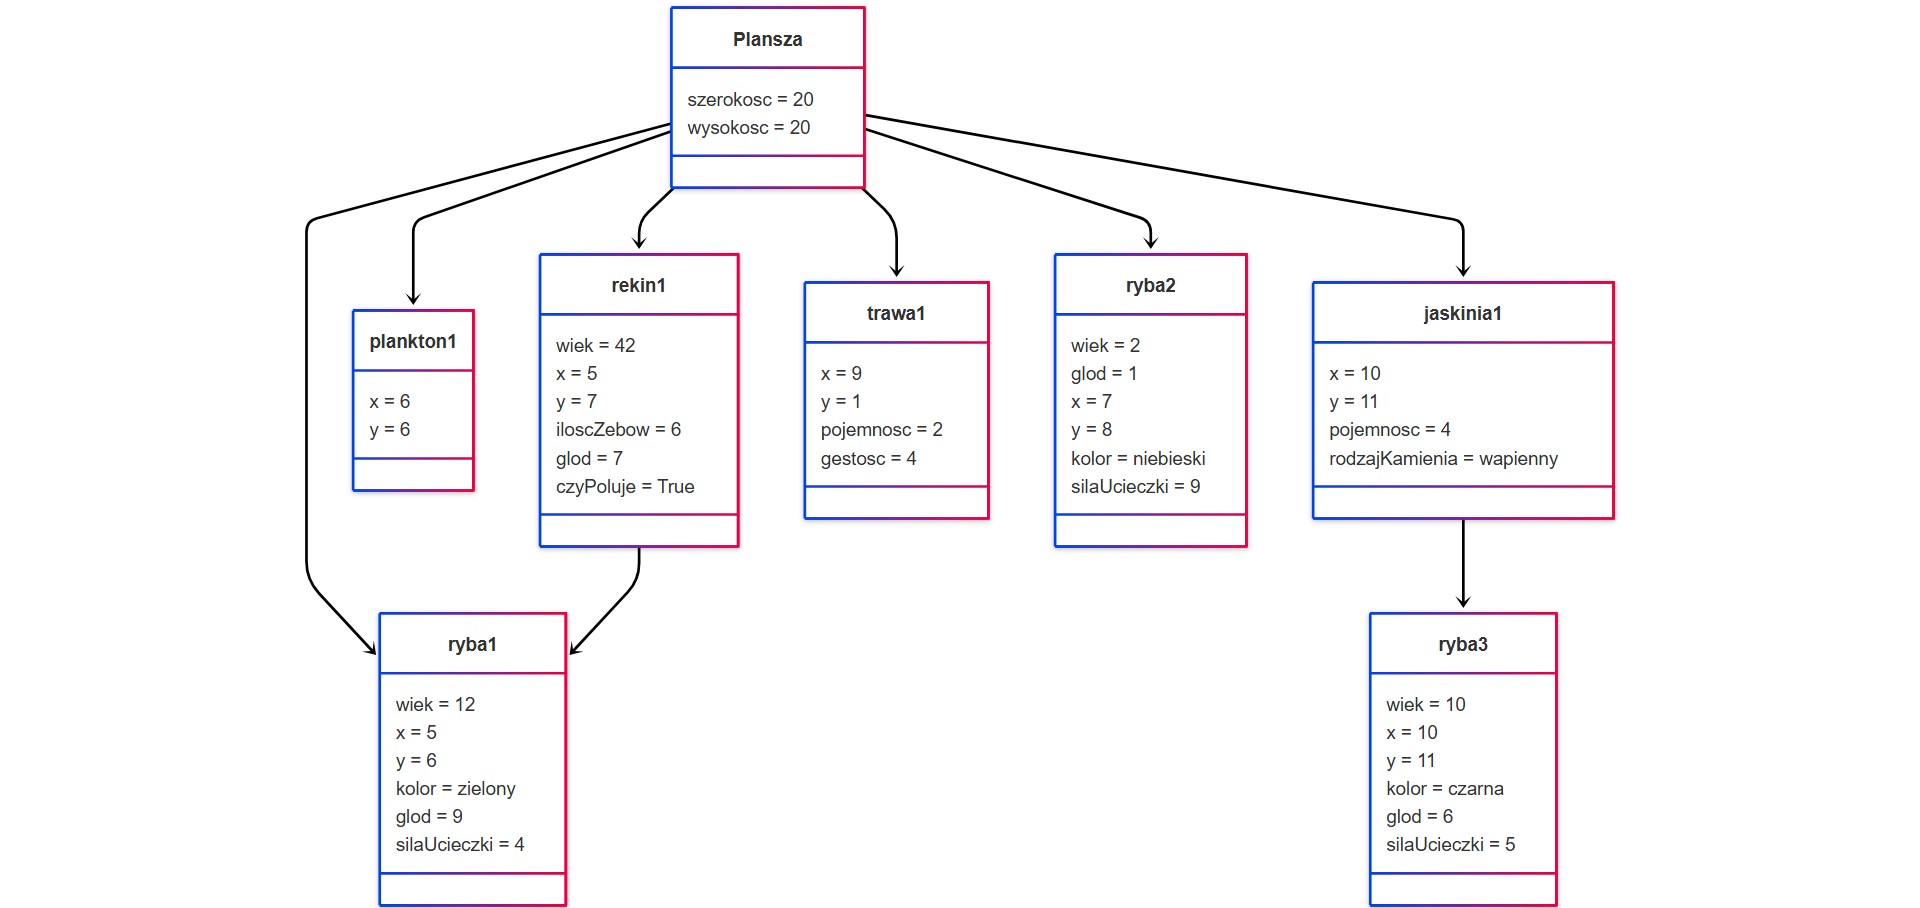 Plansza
szerokosc = 20
wysokosc = 20
plankton1
x = 6
y = 6
rekin1
wiek = 42
x = 5
y = 7
iloscZebow = 6
glod = 7
czyPoluje = True
trawa1
x = 9
y = 1
pojemnosc = 2
gestosc = 4
ryba2
wiek = 2
glod = 1
x = 7
y = 8
kolor = niebieski
silaUcieczki = 9
jaskinia1
x = 10
y = 11
pojemnosc = 4
rodzajKamienia = wapienny
ryba1
wiek = 12
x = 5
y = 6
kolor = zielony
glod = 9
silaUcieczki = 4
ryba3
wiek = 10
x = 10
y = 11
kolor = czarna
glod = 6
silaUcieczki = 5